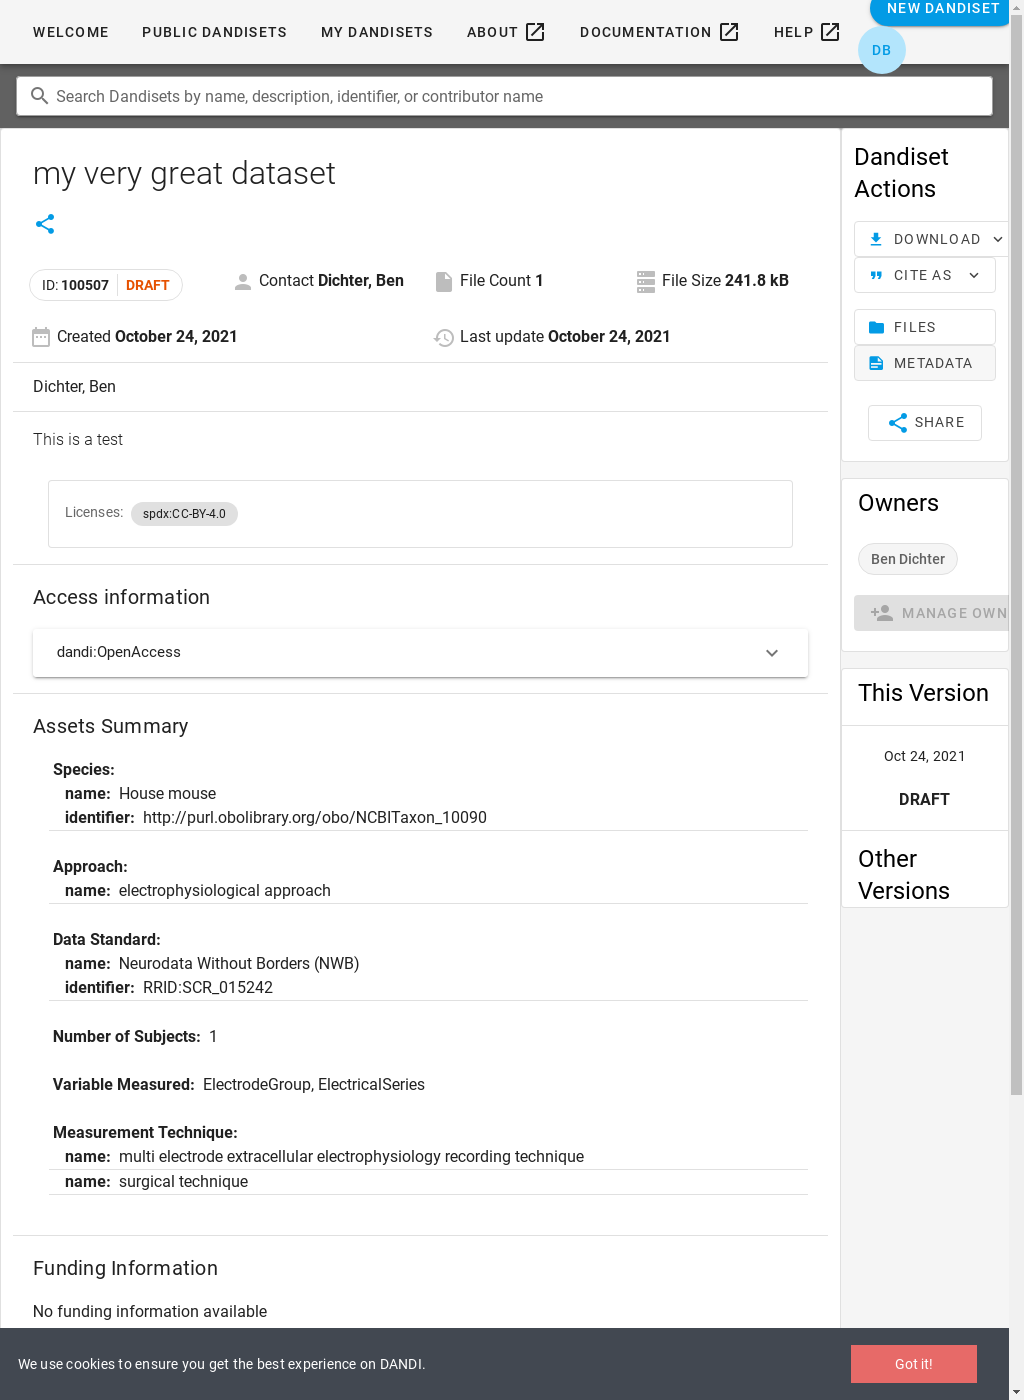 WELCOME PUBLIC DANDISETS MY DANDISETS ABOUT DOCUMENTATION HELP NEW DANDISET
DB
Search Dandisets by name, description, identifier, or contributor name
my very great dataset
ID: 100507 DRAFT Contact Dichter, Ben File Count 1 File Size 241.8 kB
Created October 24, 2021 Last update October 24, 2021
Dichter, Ben
This is a test
Licenses: spdx:CC-BY-4.0
Access information
dandi:OpenAccess
Assets Summary
Species:
name: House mouse
identifier: http://purl.obolibrary.org/obo/NCBITaxon_10090
Approach:
name: electrophysiological approach
Data Standard:
name: Neurodata Without Borders (NWB)
identifier: RRID:SCR_015242
Number of Subjects: 1
Variable Measured: ElectrodeGroup, ElectricalSeries
Measurement Technique:
name: multi electrode extracellular electrophysiology recording technique
name: surgical technique
Funding Information
No funding information available
Dandiset
Actions
DOWNLOAD
CITE AS
FILES
METADATA
SHARE
Owners
Ben Dichter
MANAGE OWN
This Version
Oct 24, 2021
DRAFT
Other
Versions
We use cookies to ensure you get the best experience on DANDI. Got it!